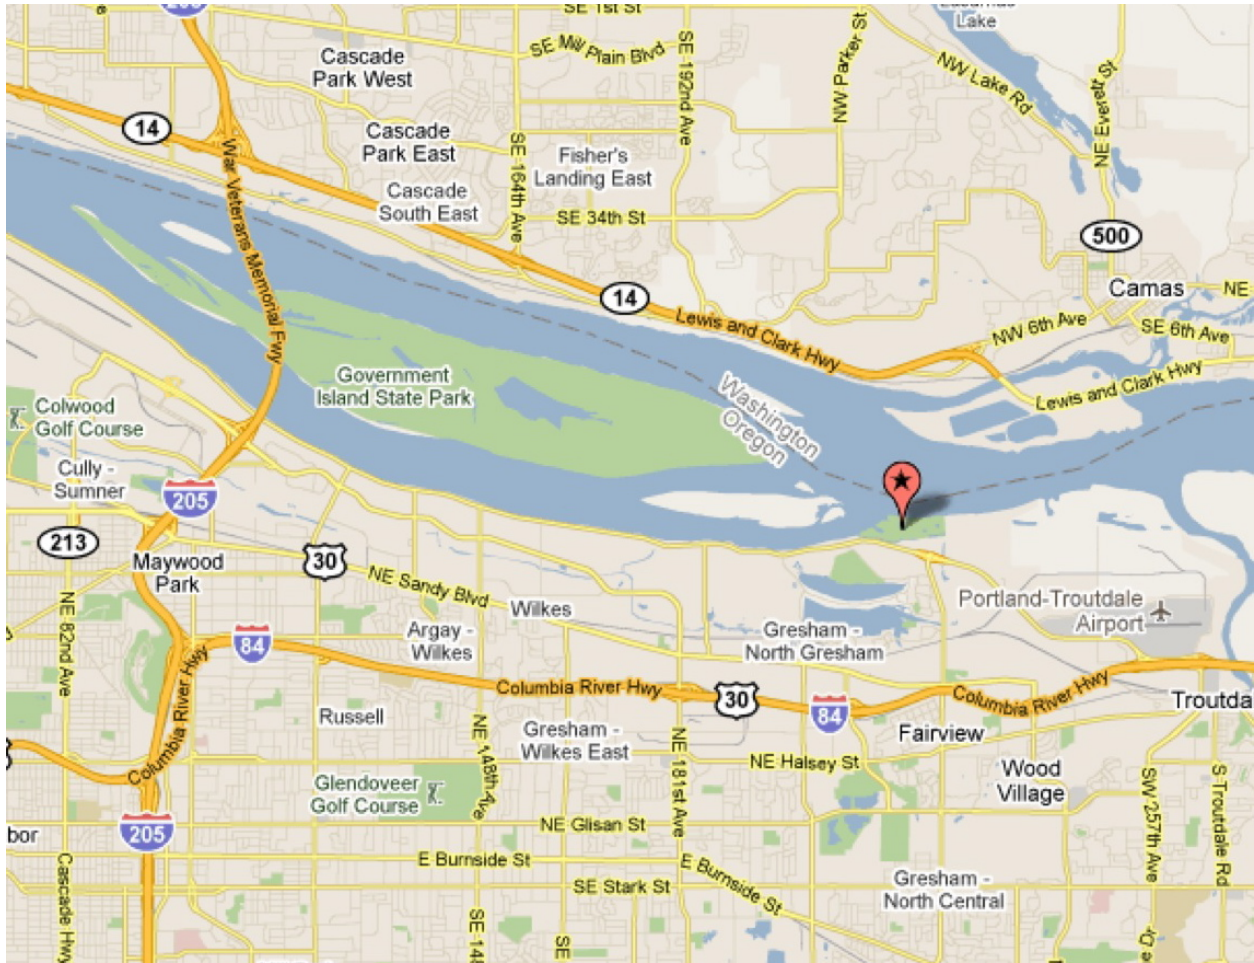 205
SE 1st St
Lacamas
Lake
SE Mill Plain Blvd
SE 192nd Ave
NW Parker St
NW Lake Rd
NE Everett St
Cascade
Park West
14
War Veterans Memorial Fwy
Cascade
Park East
SE 164th Ave
Fisher's
Landing East
Cascade
South East
SE 34th St
500
Camas
NE
14
Lewis and Clark Hwy
NW 6th Ave
SE 6th Ave
Lewis and Clark Hwy
Government
Island State Park
Washington
Oregon
Colwood
Golf Course
Cully -
Sumner
205
213
Maywood
Park
30
NE Sandy Blvd
Wilkes
NE 82nd Ave
84
Argay -
Wilkes
Gresham -
North Gresham
Portland-Troutdale
Airport
Columbia River Hwy
Columbia River Hwy
30
84
Columbia River Hwy
Troutda
Russell
NE 148th Ave
Gresham -
Wilkes East
NE 181st Ave
NE Halsey St
Fairview
Wood
Village
SW 257th Ave
S Troutdale Rd
Glendoveer
Golf Course
205
bor
NE Glisan St
E Burnside St
E Burnside St
SE Stark St
Cascade Hwy
SE 148
SE
Gresham -
North Central